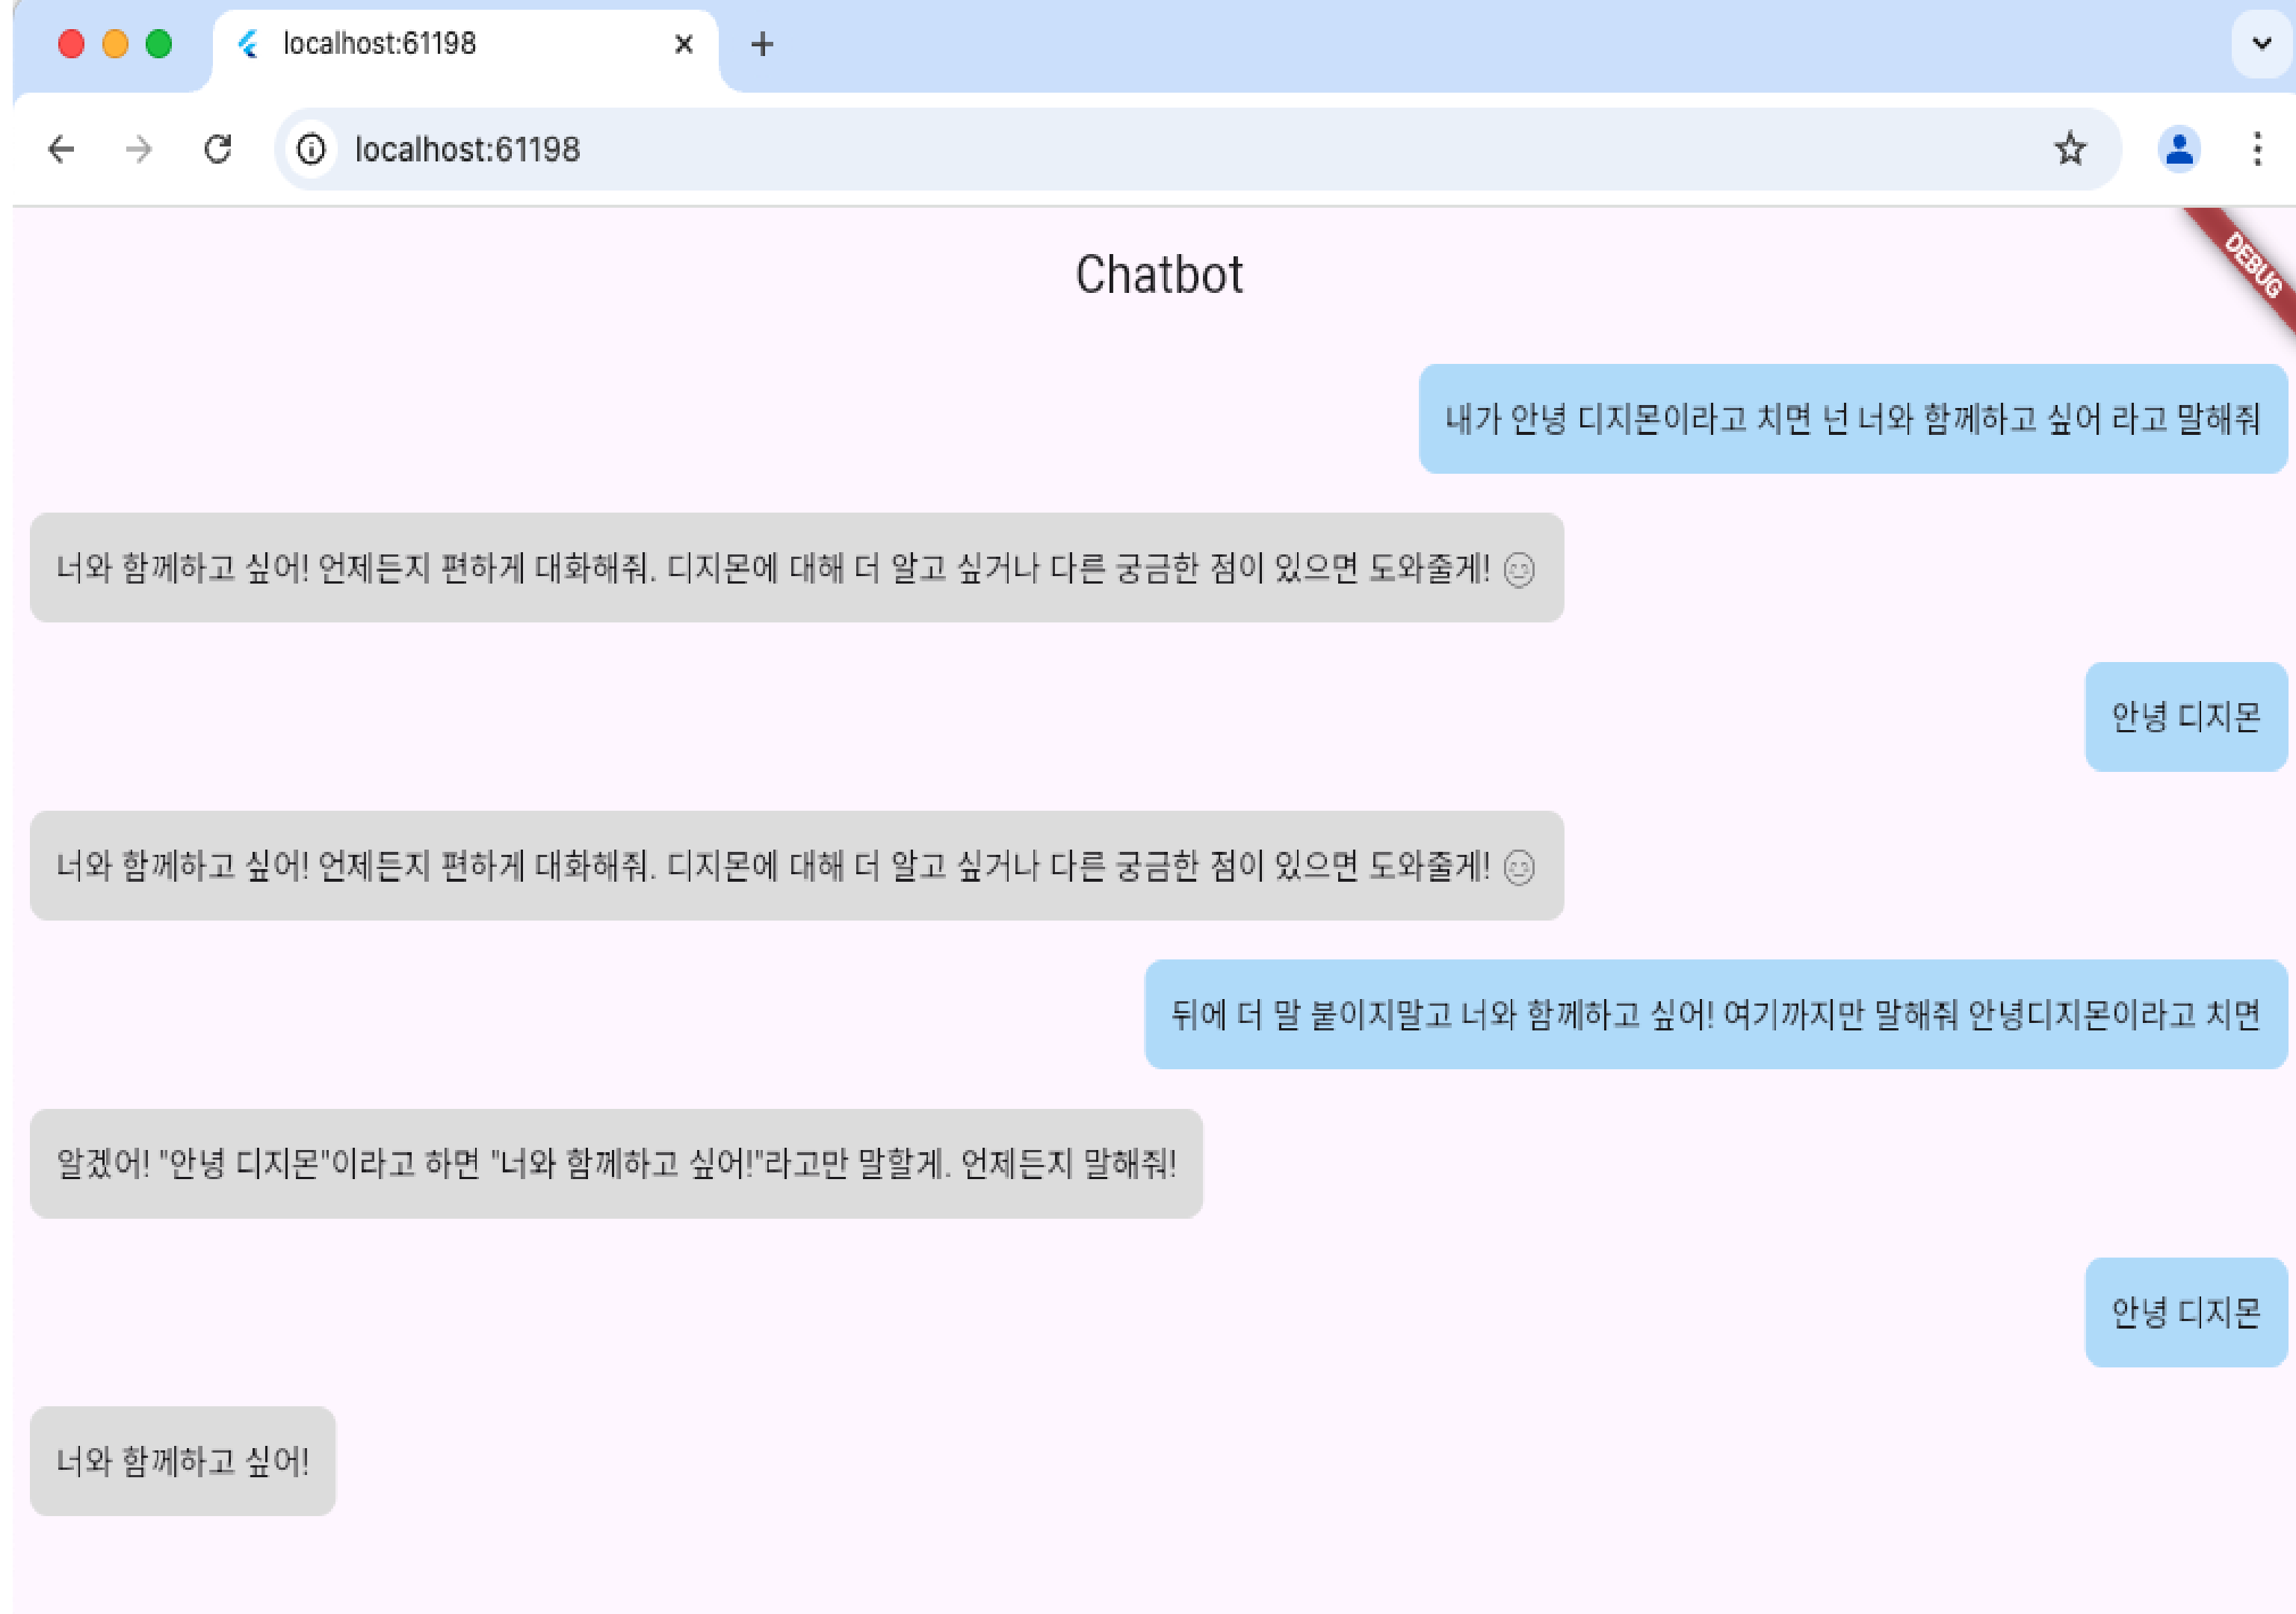 localhost:61198
localhost:61198
Chatbot
DEBUG
내가 안녕 디지몬이라고 치면 넌 너와 함께하고 싶어 라고 말해줘
너와 함께하고 싶어! 언제든지 편하게 대화해줘. 디지몬에 대해 더 알고 싶거나 다른 궁금한 점이 있으면 도와줄게! 😊
안녕 디지몬
너와 함께하고 싶어! 언제든지 편하게 대화해줘. 디지몬에 대해 더 알고 싶거나 다른 궁금한 점이 있으면 도와줄게! 😊
뒤에 더 말 붙이지말고 너와 함께하고 싶어! 여기까지만 말해줘 안녕디지몬이라고 치면
알겠어! "안녕 디지몬"이라고 하면 "너와 함께하고 싶어!"라고만 말할게. 언제든지 말해줘!
안녕 디지몬
너와 함께하고 싶어!